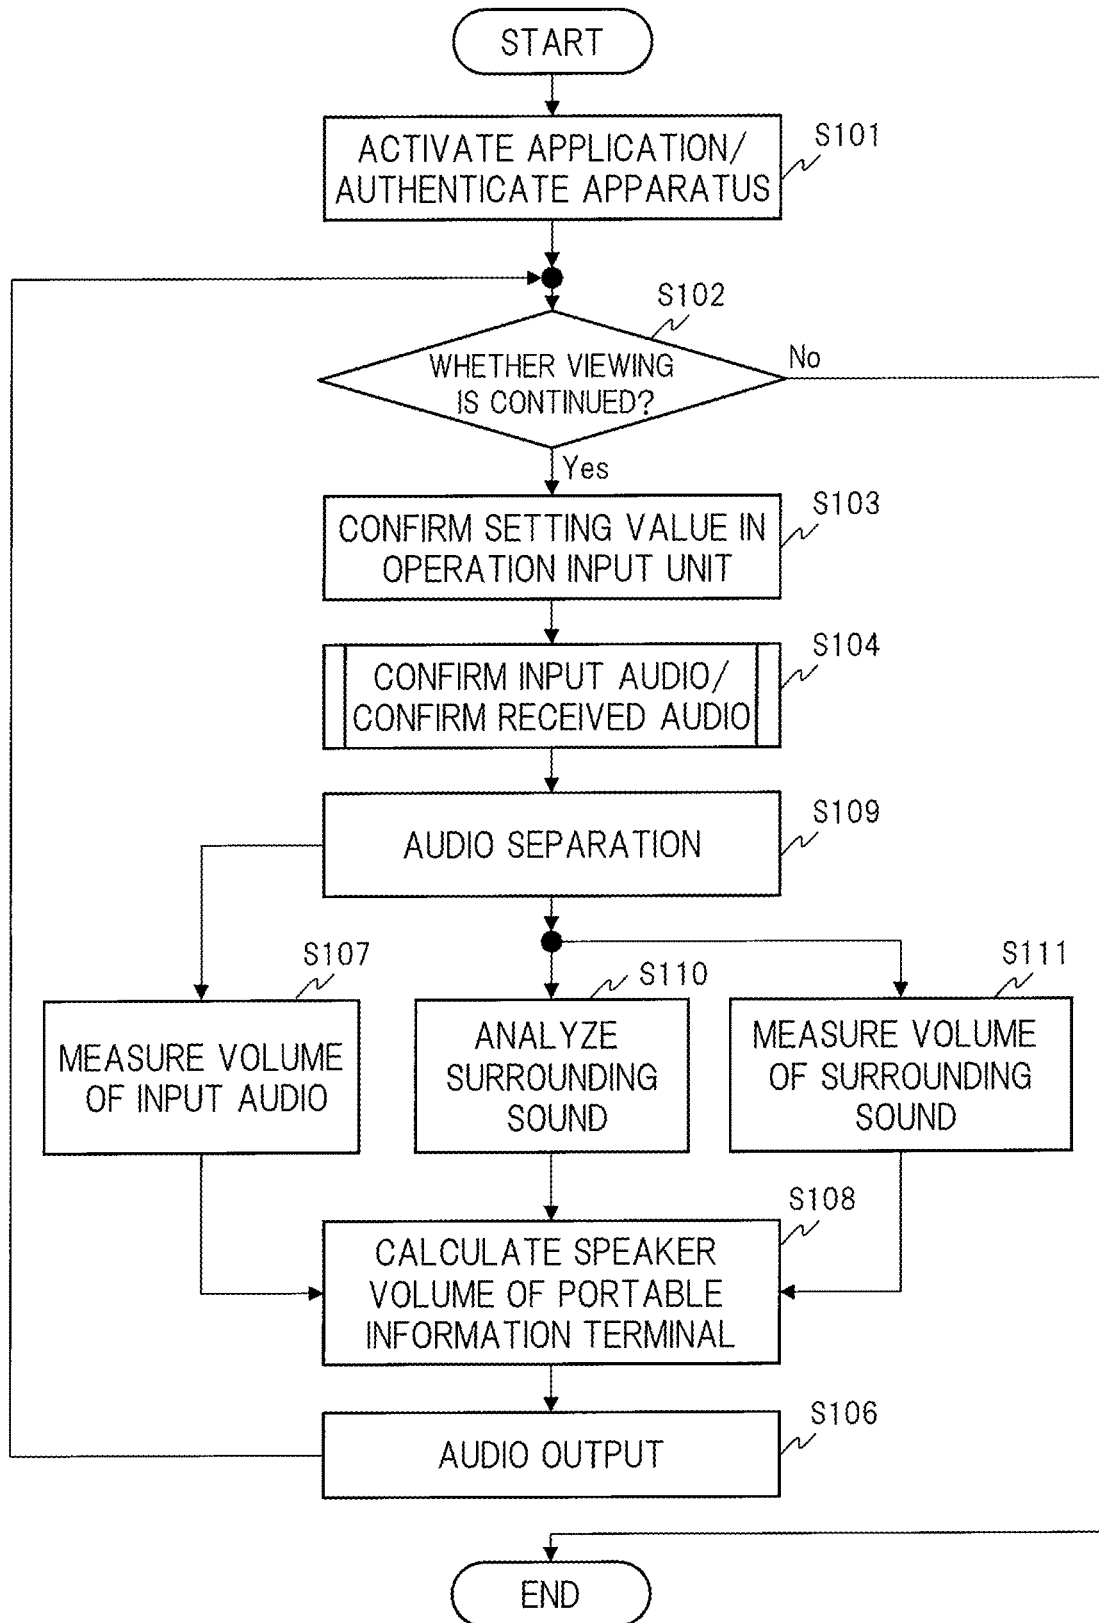 START
S101
ACTIVATE APPLICATION/
AUTHENTICATE APPARATUS
S102
WHETHER VIEWING
IS CONTINUED?
No
Yes
S103
CONFIRM SETTING VALUE IN
OPERATION INPUT UNIT
S104
CONFIRM INPUT AUDIO/
CONFIRM RECEIVED AUDIO
S109
AUDIO SEPARATION
S107
MEASURE VOLUME
OF INPUT AUDIO
S110
ANALYZE
SURROUNDING
SOUND
S111
MEASURE VOLUME
OF SURROUNDING
SOUND
S108
CALCULATE SPEAKER
VOLUME OF PORTABLE
INFORMATION TERMINAL
S106
AUDIO OUTPUT
END